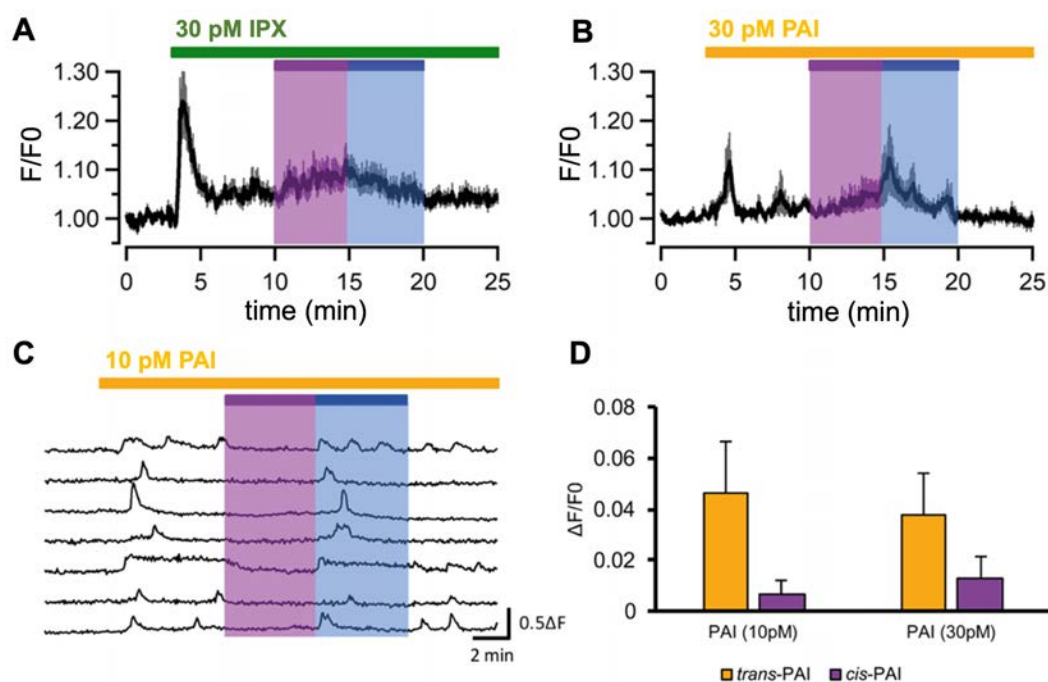 A
30 pM IPX
F/F0
1.30
1.20
1.10
1.00
0 5 10 15 20 25
time (min)
B
30 pM PAI
F/F0
1.30
1.20
1.10
1.00
0 5 10 15 20 25
time (min)
C
10 pM PAI
0.5ΔF
2 min
D
ΔF/F0
0.08
0.06
0.04
0.02
0
PAI (10pM) PAI (30pM)
trans-PAI cis-PAI